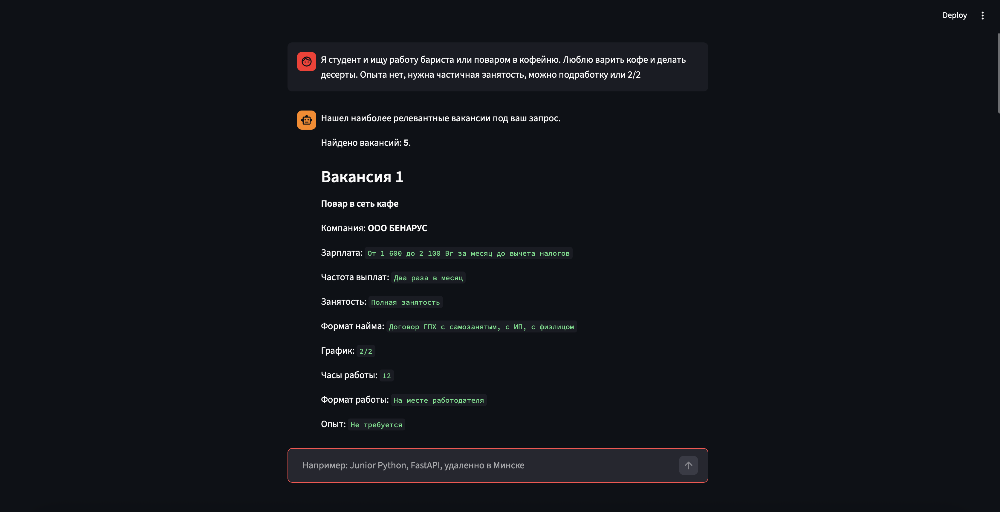 Deploy
Я студент и ищу работу бариста или поваром в кофейню. Люблю варить кофе и делать
десерты. Опыта нет, нужна частичная занятость, можно подработку или 2/2
Нашел наиболее релевантные вакансии под ваш запрос.
Найдено вакансий: 5.
Вакансия 1
Повар в сеть кафе
Компания: ООО БЕНАРУС
Зарплата: От 1 600 до 2 100 Br за месяц до вычета налогов
Частота выплат: Два раза в месяц
Занятость: Полная занятость
Формат найма: Договор ГПХ с самозанятым, с ИП, с физлицом
График: 2/2
Часы работы: 12
Формат работы: На месте работодателя
Опыт: Не требуется
Например: Junior Python, FastAPI, удаленно в Минске